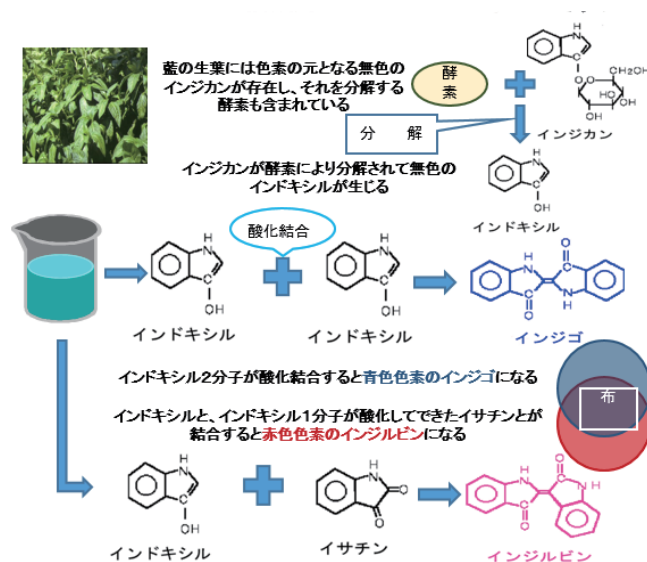 藍の生葉には色素の元となる無色の
インジカンが存在し、それを分解する
酵素も含まれている
酵
素
N
H
C
O
O
CH₂OH
HO
HO
OH
インジカン
分 解
インジカンが酵素により分解されて無色の
インドキシルが生じる
H
N
C
OH
インドキシル
酸化結合
H
N
C
OH
インドキシル
H
N
C
OH
インドキシル
H
N
C
O
O
C
N
H
インジゴ
インドキシル2分子が酸化結合すると青色色素のインジゴになる
布
インドキシルと、インドキシル1分子が酸化してできたイサチンとが
結合すると赤色色素のインジルビンになる
H
N
C
OH
インドキシル
H
N
O
O
イサチン
H
N
C
O
O
C
N
H
インジルビン